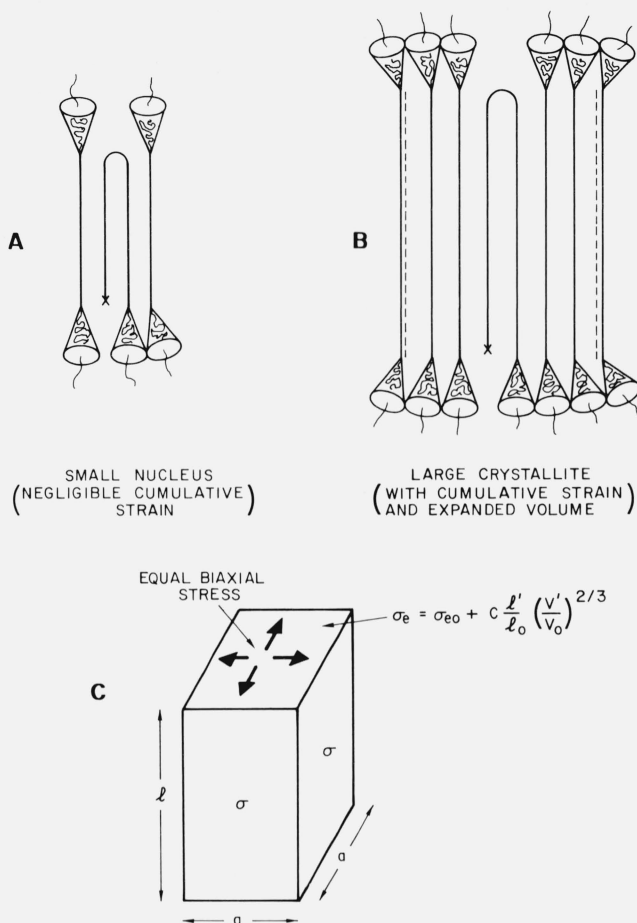 A
B
SMALL NUCLEUS
(NEGLIGIBLE CUMULATIVE
STRAIN)
LARGE CRYSTALLITE
(WITH CUMULATIVE STRAIN
AND EXPANDED VOLUME)
EQUAL BIAXIAL
STRESS
σe = σeo + C ℓ'/ℓo (V'/Vo)^2/3
C
ℓ
σ
σ
a
a